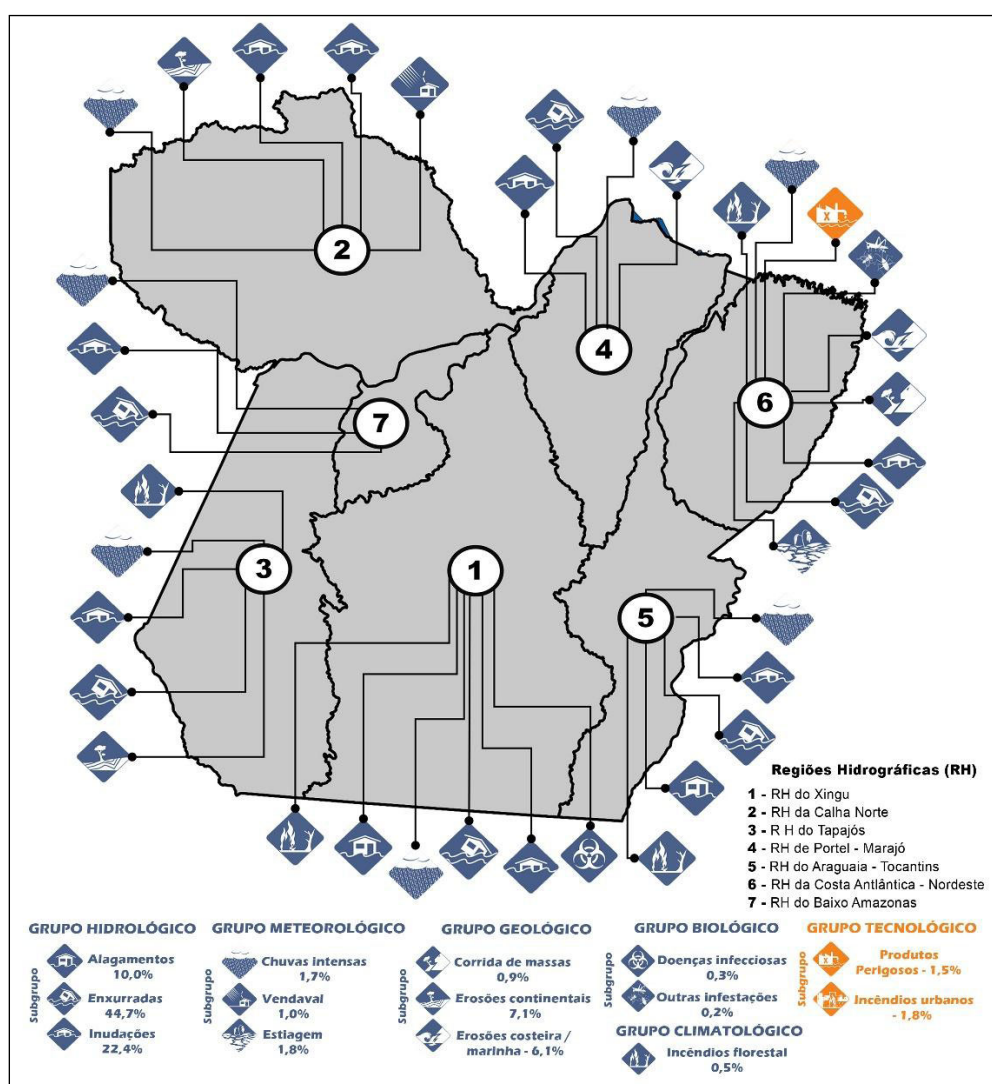 2
4
6
7
3
1
5
Regiões Hidrográficas (RH)
1 - RH do Xingu
2 - RH da Calha Norte
3 - R H do Tapajós
4 - RH de Portel - Marajó
5 - RH do Araguaia - Tocantins
6 - RH da Costa Antlântica - Nordeste
7 - RH do Baixo Amazonas
GRUPO HIDROLÓGICO
Subgrupo
Alagamentos
10,0%
Enxurradas
44,7%
Inudações
22,4%
GRUPO METEOROLÓGICO
Subgrupo
Chuvas intensas
1,7%
Vendaval
1,0%
Estiagem
1,8%
GRUPO GEOLÓGICO
Subgrupo
Corrida de massas
0,9%
Erosões continentais
7,1%
Erosões costeira /
marinha - 6,1%
GRUPO BIOLÓGICO
Subgrupo
Doenças infecciosas
0,3%
Outras infestações
0,2%
GRUPO CLIMATOLÓGICO
Incêndios florestal
0,5%
GRUPO TECNOLÓGICO
Subgrupo
Produtos
Perigosos - 1,5%
Incêndios urbanos
- 1,8%